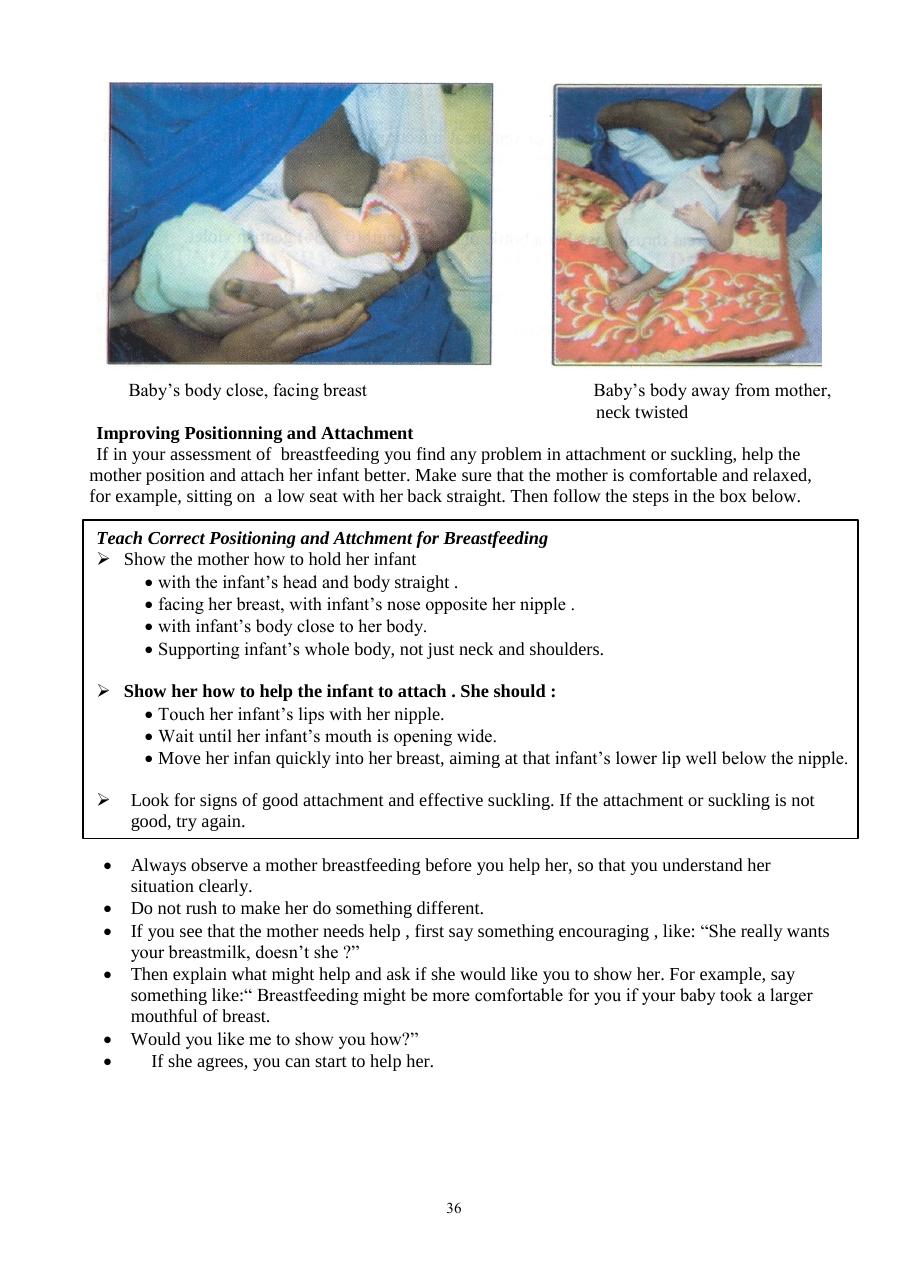 Baby’s body close, facing breast
Baby’s body away from mother,
neck twisted
Improving Positionning and Attachment
If in your assessment of  breastfeeding you find any problem in attachment or suckling, help the
mother position and attach her infant better. Make sure that the mother is comfortable and relaxed,
for example, sitting on  a low seat with her back straight. Then follow the steps in the box below.
Teach Correct Positioning and Attchment for Breastfeeding
➢ Show the mother how to hold her infant
• with the infant’s head and body straight .
• facing her breast, with infant’s nose opposite her nipple .
• with infant’s body close to her body.
• Supporting infant’s whole body, not just neck and shoulders.
➢ Show her how to help the infant to attach . She should :
• Touch her infant’s lips with her nipple.
• Wait until her infant’s mouth is opening wide.
• Move her infan quickly into her breast, aiming at that infant’s lower lip well below the nipple.
➢ Look for signs of good attachment and effective suckling. If the attachment or suckling is not
good, try again.
• Always observe a mother breastfeeding before you help her, so that you understand her
situation clearly.
• Do not rush to make her do something different.
• If you see that the mother needs help , first say something encouraging , like: “She really wants
your breastmilk, doesn’t she ?”
• Then explain what might help and ask if she would like you to show her. For example, say
something like:“ Breastfeeding might be more comfortable for you if your baby took a larger
mouthful of breast.
• Would you like me to show you how?”
• If she agrees, you can start to help her.
36